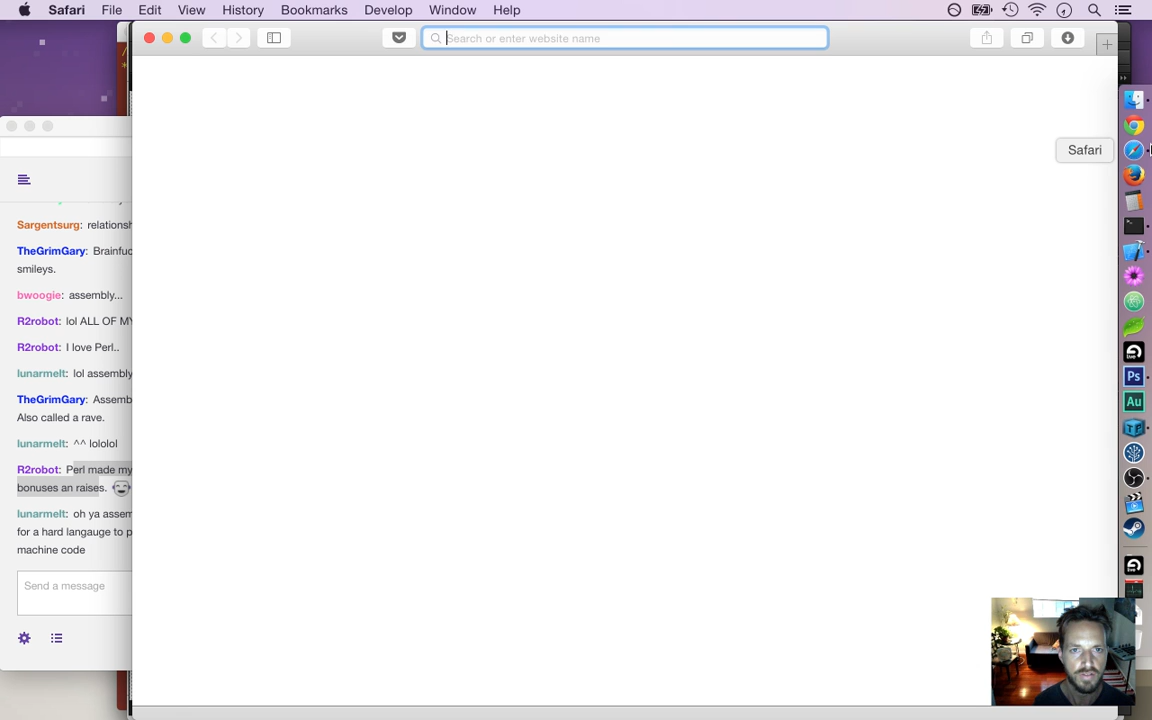 Safari File Edit View History Bookmarks Develop Window Help
Search or enter website name
Safari
Sargentsurg: relationsh
TheGrimGary: Brainfuc
smileys.
bwoogie: assembly...
R2robot: lol ALL OF MY
R2robot: I love Perl..
lunarmelt: lol assembly
TheGrimGary: Assemb
Also called a rave.
lunarmelt: ^^ lololol
R2robot: Perl made my
bonuses an raises.
lunarmelt: oh ya assem
for a hard langauge to p
machine code
Send a message
Ps
Au